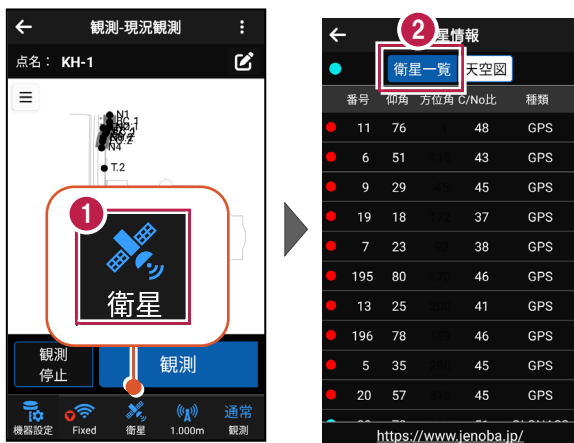 観測-現況観測
点名： KH-1
N1
N4
T.2
1
衛星
観測
停止
観測
機器設定 Fixed 衛星 1.000m 通常
観測
2
星情報
衛星一覧 天空図
番号 仰角 方位角 C/No比 種類
11 76 48 GPS
6 51 43 GPS
9 29 45 GPS
19 18 37 GPS
7 23 38 GPS
195 80 46 GPS
13 25 41 GPS
196 78 46 GPS
5 35 45 GPS
20 57 45 GPS
https://www.jenoba.jp/